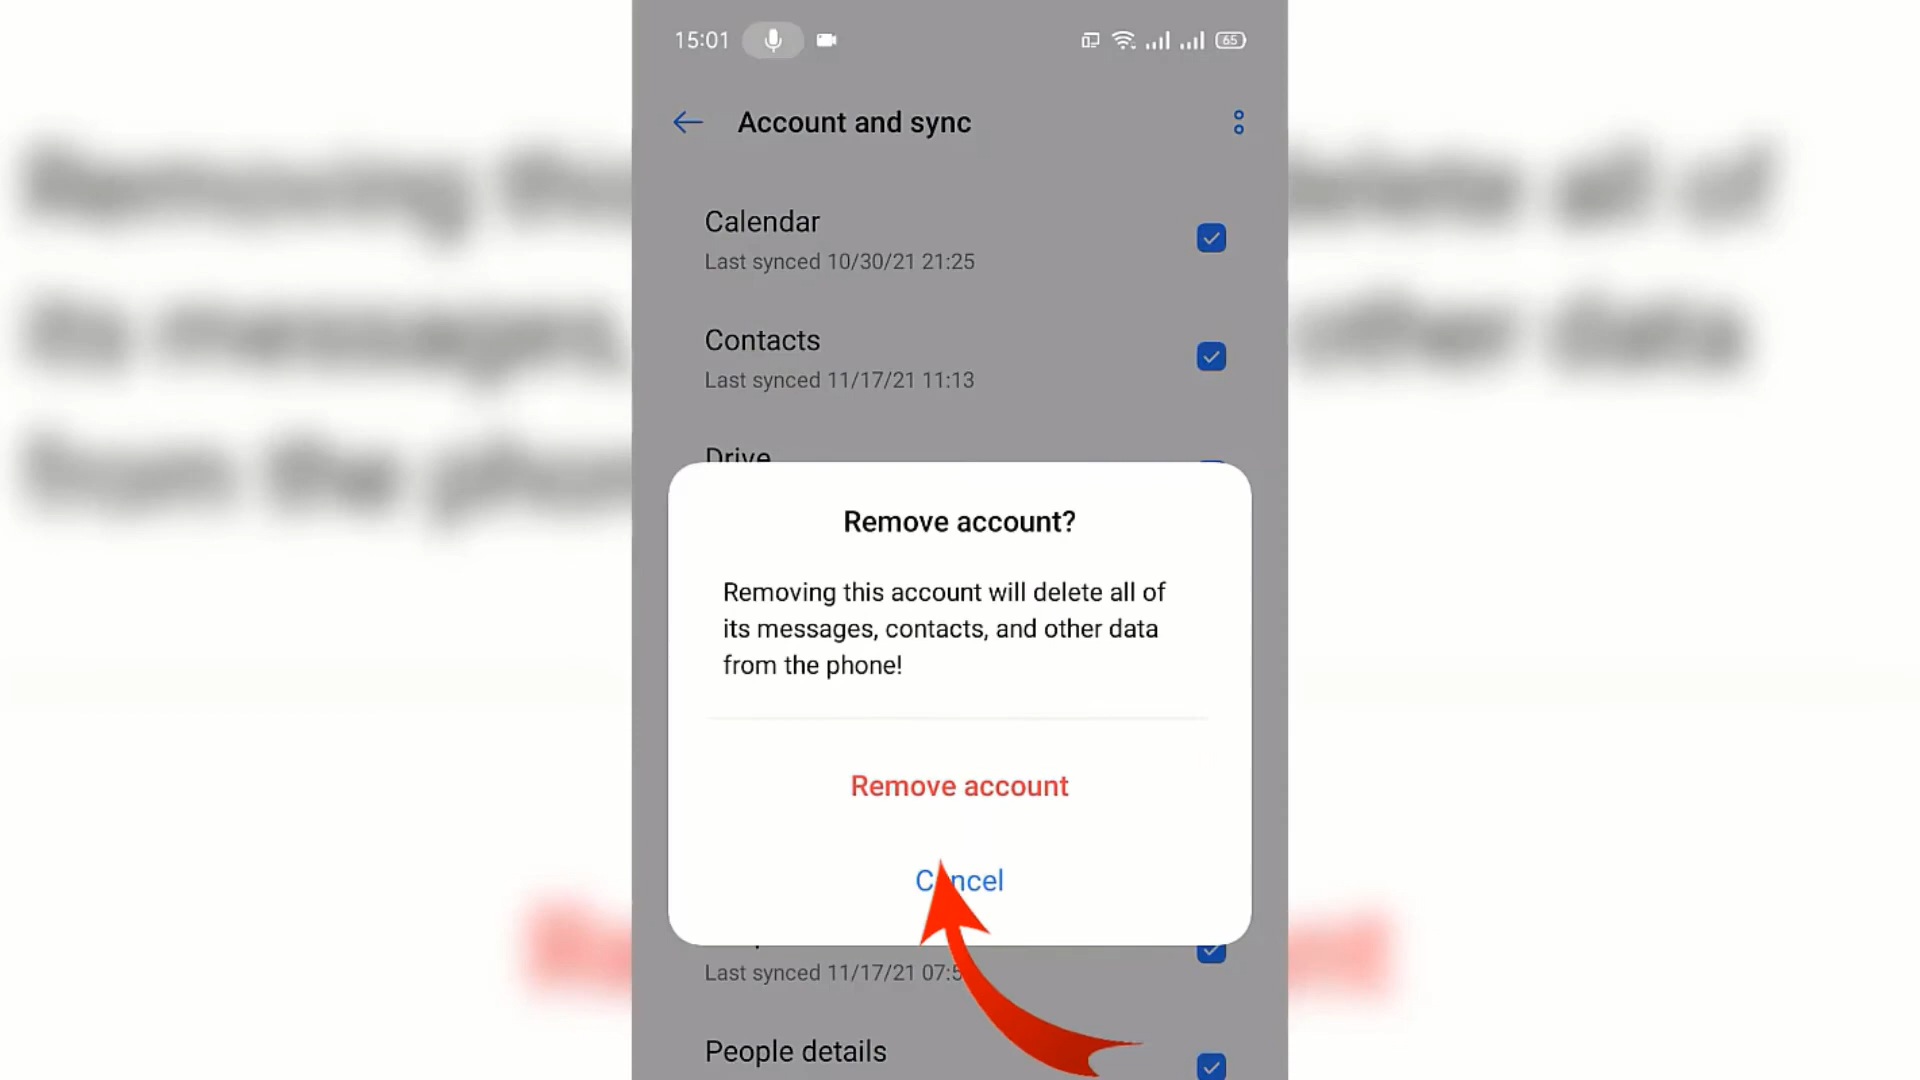 15:01
65
Account and sync
Calendar
Last synced 10/30/21 21:25
Contacts
Last synced 11/17/21 11:13
Drive
Remove account?
Removing this account will delete all of
its messages, contacts, and other data
from the phone!
Remove account
Cancel
Last synced 11/17/21
People details